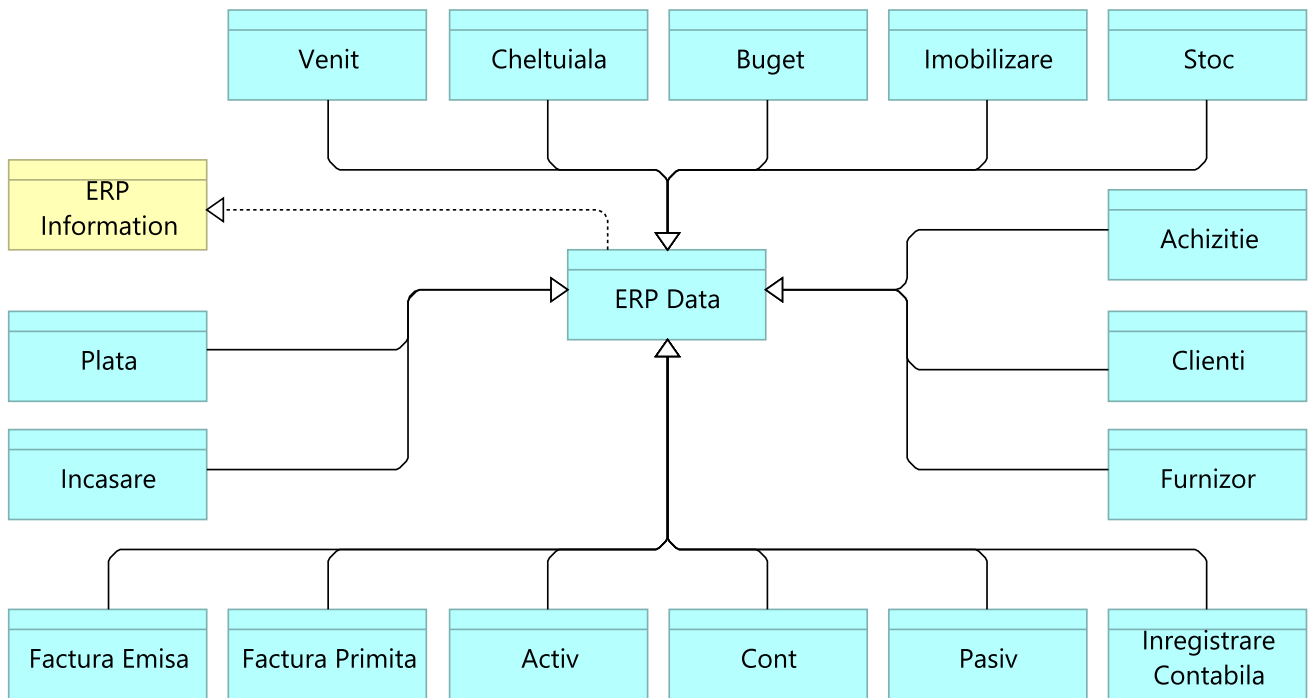 Venit
Cheltuiala
Buget
Imobilizare
Stoc
ERP
Information
Achizitie
ERP Data
Plata
Clienti
Incasare
Furnizor
Factura Emisa
Factura Primita
Activ
Cont
Pasiv
Inregistrare
Contabila